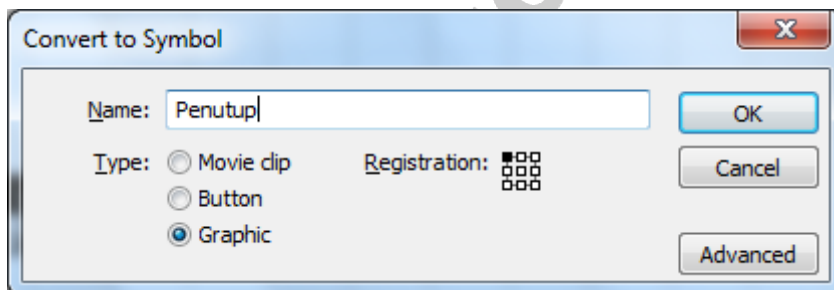 Convert to Symbol
Name: Penutup
OK
Type: Movie clip Registration: Cancel
Button
Graphic
Advanced